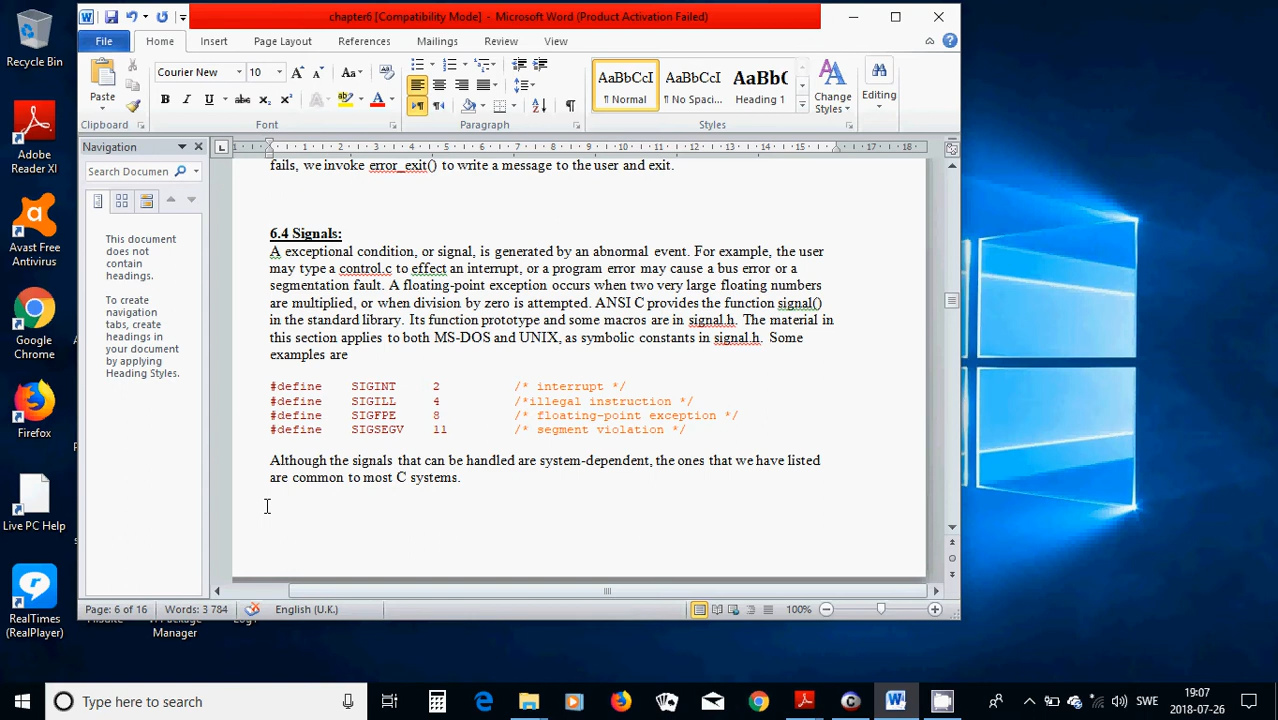 chapter6 [Compatibility Mode] - Microsoft Word (Product Activation Failed)
File Home Insert Page Layout References Mailings Review View
Courier New 10
AaBbCcI AaBbCcI AaBbC
Paste
¶ Normal ¶ No Spaci... Heading 1 Change Styles Editing
Clipboard Font Paragraph Styles
Navigation
Search Documen
This document does not contain headings.
To create navigation tabs, create headings in your document by applying Heading Styles.
fails, we invoke error_exit() to write a message to the user and exit.
6.4 Signals:
A exceptional condition, or signal, is generated by an abnormal event. For example, the user
may type a control.c to effect an interrupt, or a program error may cause a bus error or a
segmentation fault. A floating-point exception occurs when two very large floating numbers
are multiplied, or when division by zero is attempted. ANSI C provides the function signal()
in the standard library. Its function prototype and some macros are in signal.h. The material in
this section applies to both MS-DOS and UNIX, as symbolic constants in signal.h. Some
examples are
#define SIGINT 2 /* interrupt */
#define SIGILL 4 /*illegal instruction */
#define SIGFPE 8 /* floating-point exception */
#define SIGSEGV 11 /* segment violation */
Although the signals that can be handled are system-dependent, the ones that we have listed
are common to most C systems.
Page: 6 of 16 Words: 3 784 English (U.K.) 100%
Recycle Bin
Adobe Reader XI
Avast Free Antivirus
Google Chrome
Firefox
Live PC Help
RealTimes (RealPlayer)
Package Manager
Type here to search
SWE
19:07
2018-07-26